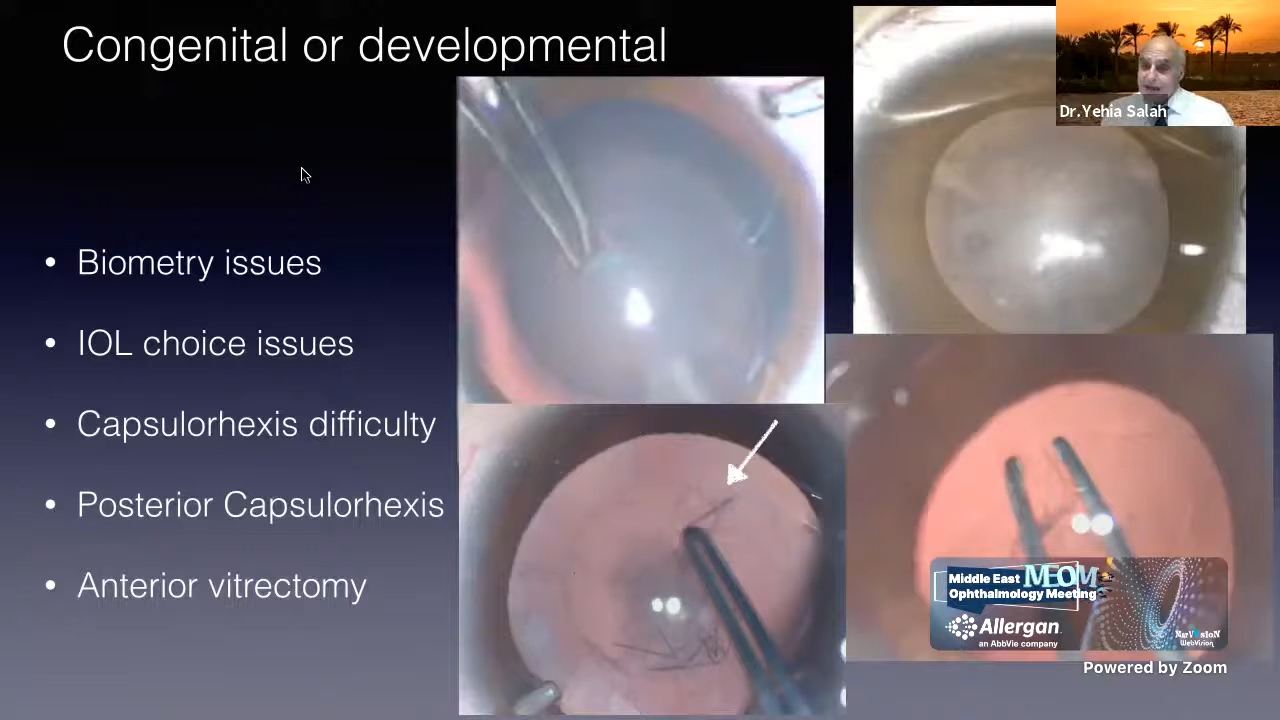 Congenital or developmental
Dr.Yehia Salah
• Biometry issues
• IOL choice issues
• Capsulorhexis difficulty
• Posterior Capsulorhexis
• Anterior vitrectomy
Middle East MEOM
Ophthalmology Meeting
Allergan
an AbbVie company
WebVision
Powered by Zoom